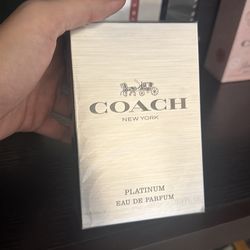 COACH
NEW YORK
PLATINUM
EAU DE PARFUM